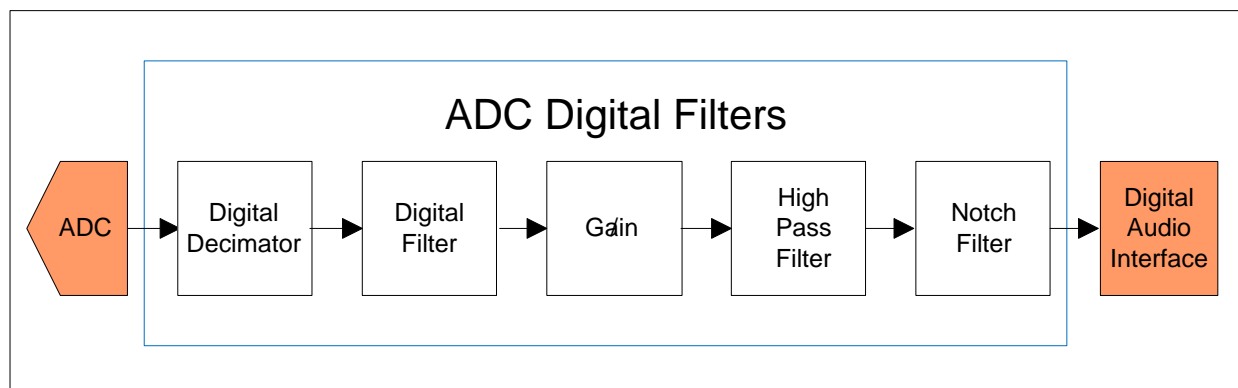 ADC Digital Filters
ADC
Digital
Decimator
Digital
Filter
Gain
High
Pass
Filter
Notch
Filter
Digital
Audio
Interface